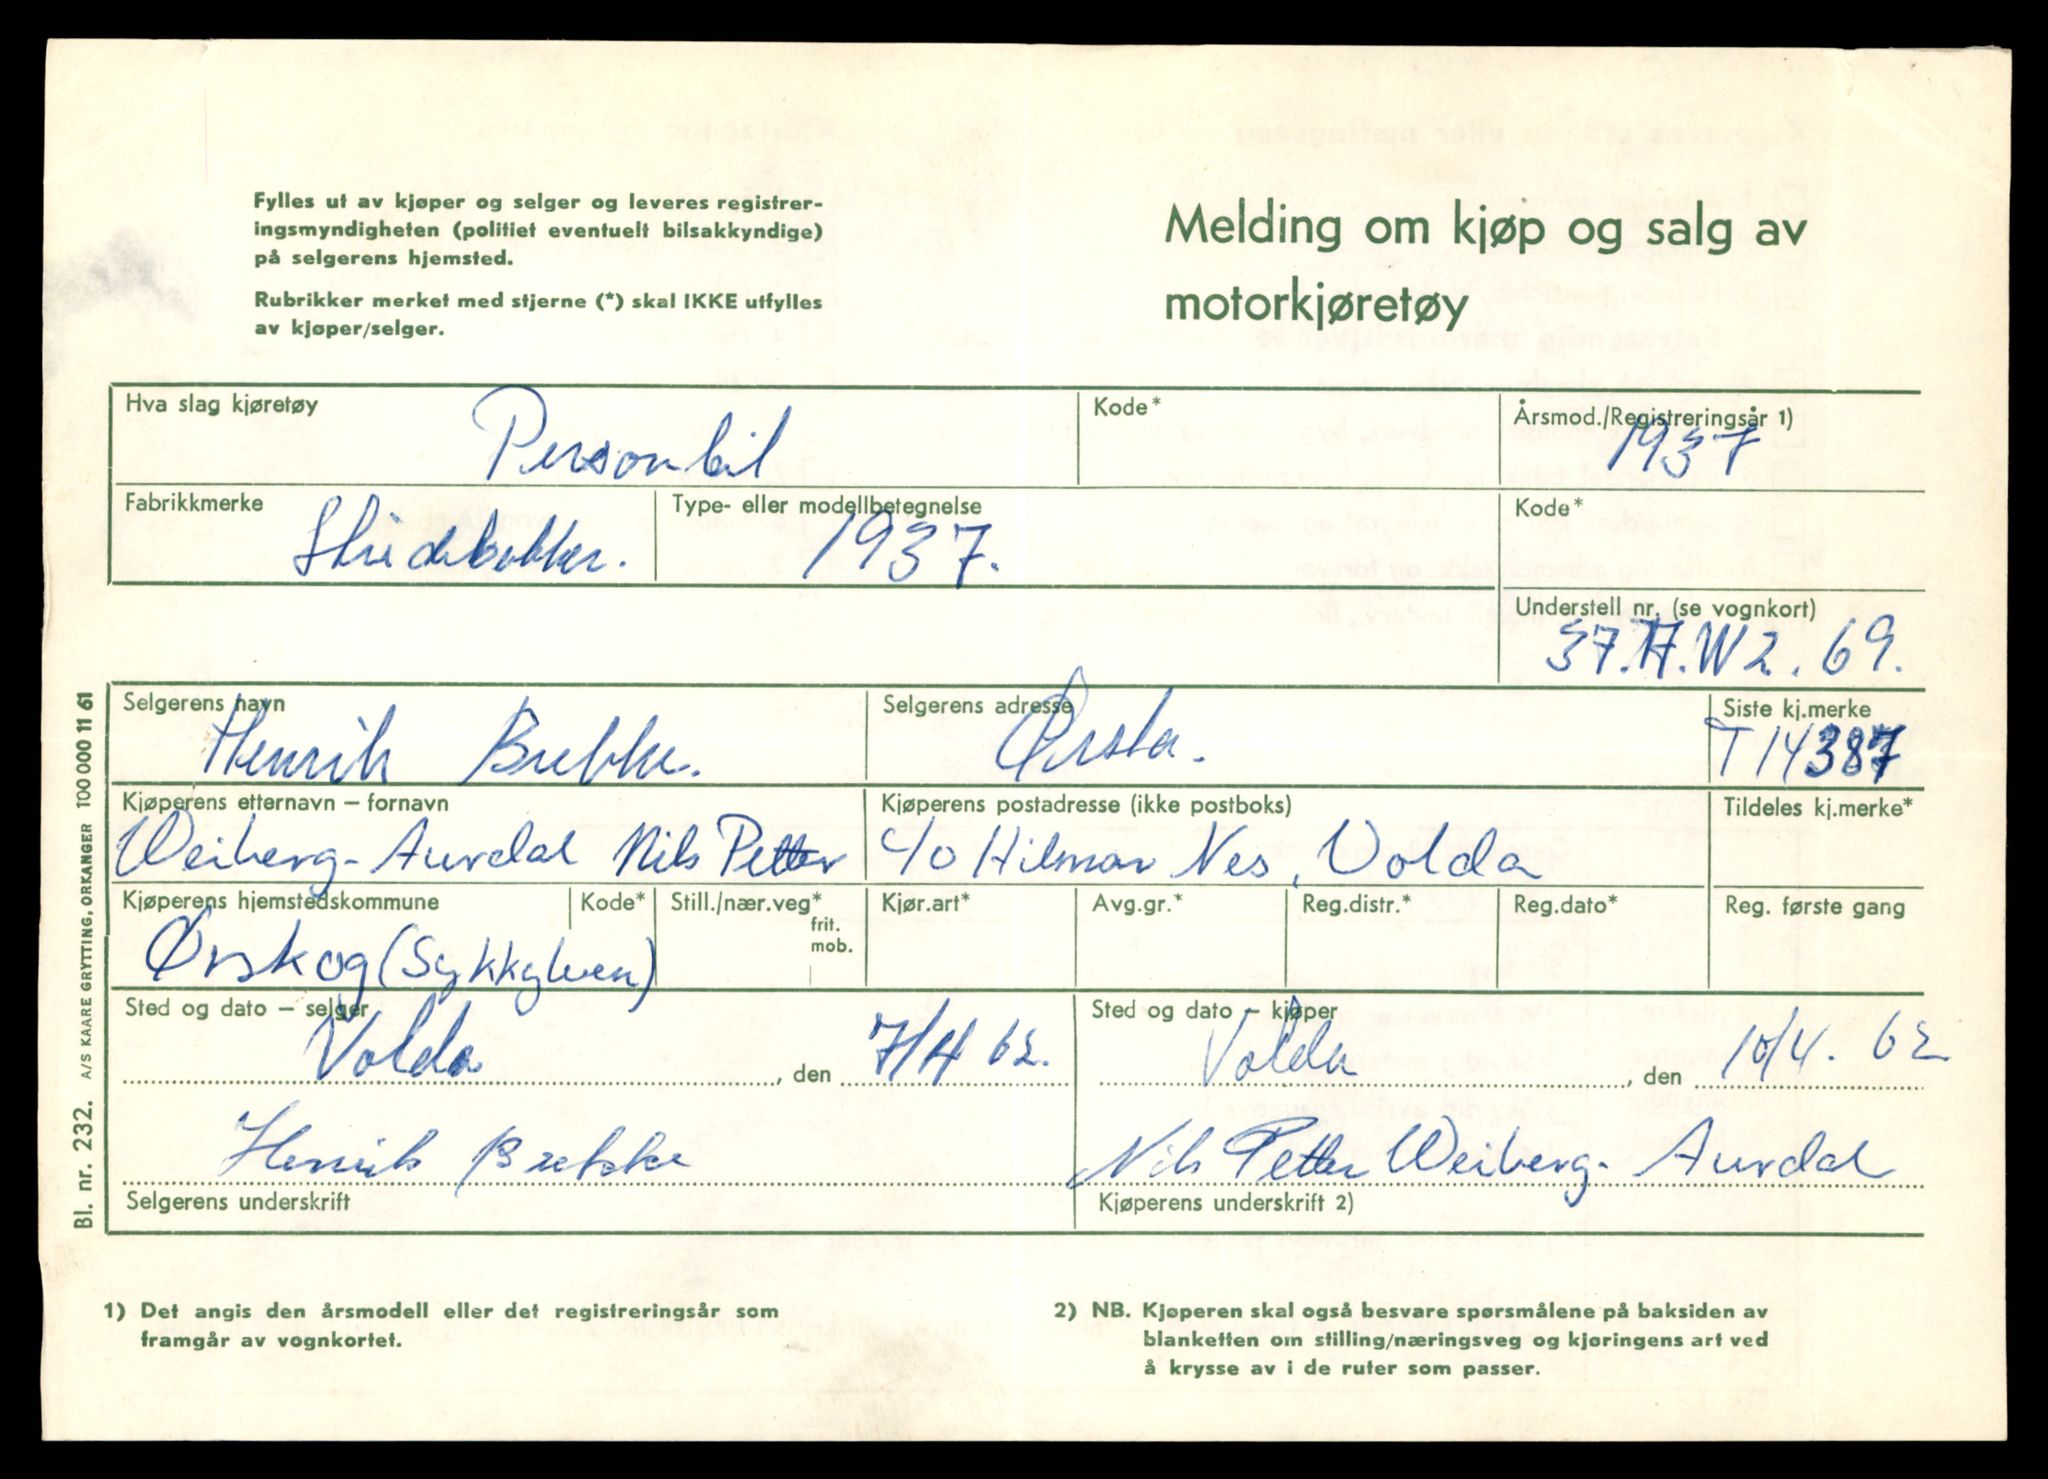 Fylles ut av kjøper og selger og leveres registrer-
ingsmyndigheten (politiet eventuelt bilsakkyndige)
på selgerens hjemsted.
Rubrikker merket med stjerne (*) skal IKKE utfylles
av kjøper/selger.
Melding om kjøp og salg av
motorkjøretøy
Hva slag kjøretøy
Personbil
Kode*
Årsmod./Registreringsår 1)
1937
Fabrikkmerke
Type- eller modellbetegnelse
1937.
Kode*
Understell nr. (se vognkort)
W2. 69.
Selgerens navn
Henrik Brekke.
Selgerens adresse
Ørsta.
Siste kj.merke
T14387
Kjøperens etternavn – fornavn
Weiberg-Aurdal Nils Petter
Kjøperens postadresse (ikke postboks)
c/o Hilmar Nes, Volda
Tildeles kj.merke*
Kjøperens hjemstedskommune
Ørskog (Sykkylven)
Kode*
Still./nær.veg*
frit.
mob.
Kjør.art*
Avg.gr.*
Reg.distr.*
Reg.dato*
Reg. første gang
Sted og dato – selger
Volda, den 7/4 62.
Henrik Brekke
Selgerens underskrift
Sted og dato – kjøper
Volda, den 10/4. 62
Nils Petter Weiberg-Aurdal
Kjøperens underskrift 2)
Bl. nr. 232. A/S KAARE GRYTTING, ORKANGER 100 000 11 61
1) Det angis den årsmodell eller det registreringsår som
framgår av vognkortet.
2) NB. Kjøperen skal også besvare spørsmålene på baksiden av
blanketten om stilling/næringsveg og kjøringens art ved
å krysse av i de ruter som passer.